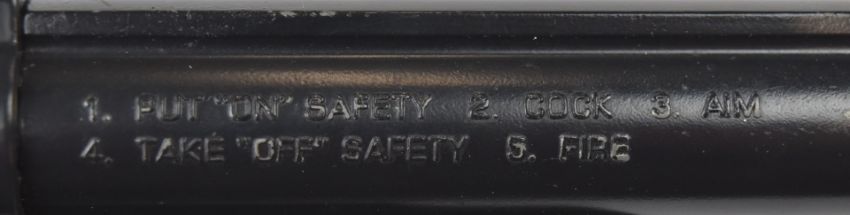 1. PUT "ON" SAFETY 2. COCK 3. AIM
4. TAKE "OFF" SAFETY 5. FIRE